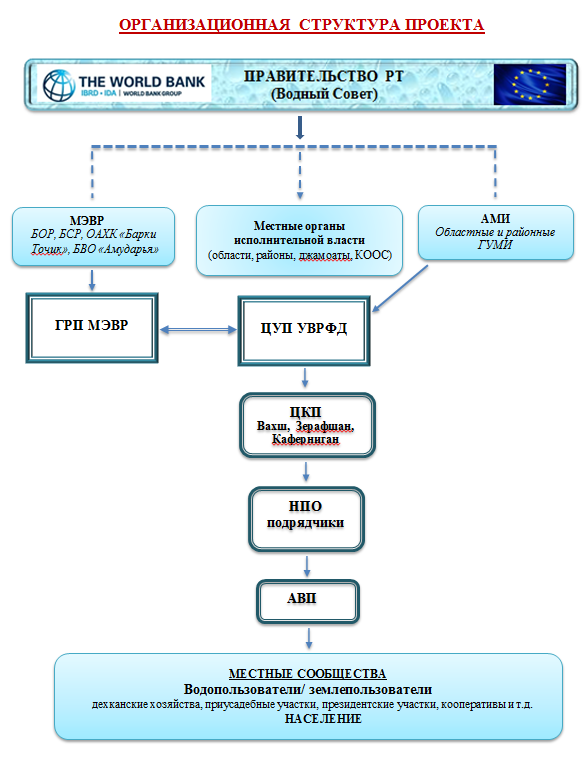 ОРГАНИЗАЦИОННАЯ СТРУКТУРА ПРОЕКТА
THE WORLD BANK
IBRD • IDA | WORLD BANK GROUP
ПРАВИТЕЛЬСТВО РТ
(Водный Совет)
МЭВР
БОР, БСР, ОАХК «Барки
Точик», БВО «Амударья»
Местные органы
исполнительной власти
(области, районы, джамоаты, КООС)
АМИ
Областные и районные
ГУМИ
ГРП МЭВР
ЦУП УВРФД
ЦКП
Вахш, Зерафшан,
Каферниган
НПО
подрядчики
АВП
МЕСТНЫЕ СООБЩЕСТВА
Водопользователи/ землепользователи
дехканские хозяйства, приусадебные участки, президентские участки, кооперативы и т.д.
НАСЕЛЕНИЕ